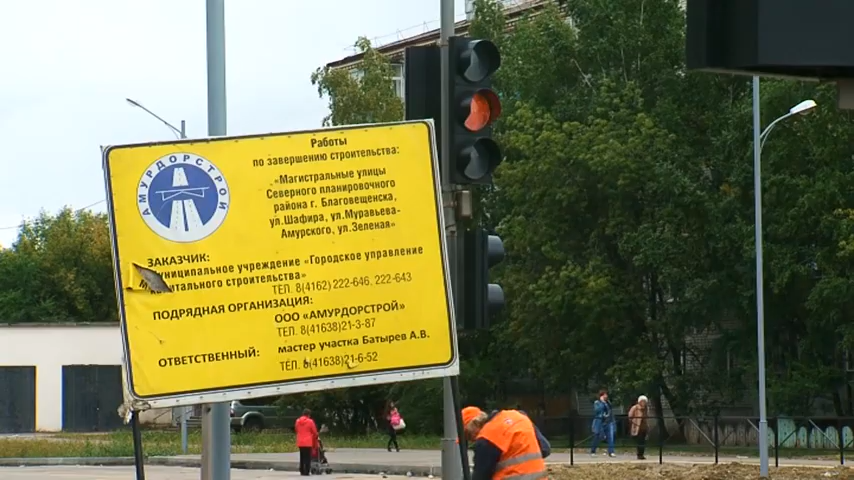 АМУРДОРСТРОЙ
Работы
по завершению строительства:
«Магистральные улицы
Северного планировочного
района г. Благовещенска,
ул.Шафира, ул.Муравьева-
Амурского, ул.Зеленая»
ЗАКАЗЧИК:
Муниципальное учреждение «Городское управление
капитального строительства»
ТЕЛ. 8(4162) 222-646, 222-643
ПОДРЯДНАЯ ОРГАНИЗАЦИЯ:
ООО «АМУРДОРСТРОЙ»
ТЕЛ. 8(41638)21-3-87
ОТВЕТСТВЕННЫЙ: мастер участка Батырев А.В.
ТЕЛ. 8(41638)21-6-52